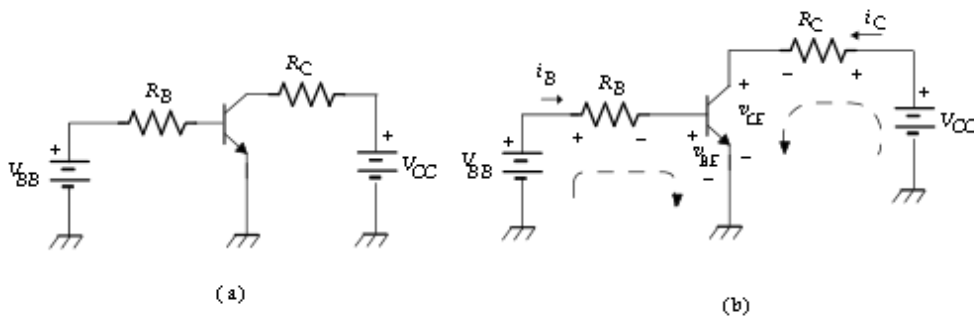 R_C
R_B
+
+
V_BB
V_CC
(a)
R_C
i_C
- +
i_B
R_B
+
v_CE
+
V_CC
+
+ -
+
v_BE
-
V_BB
-
(b)